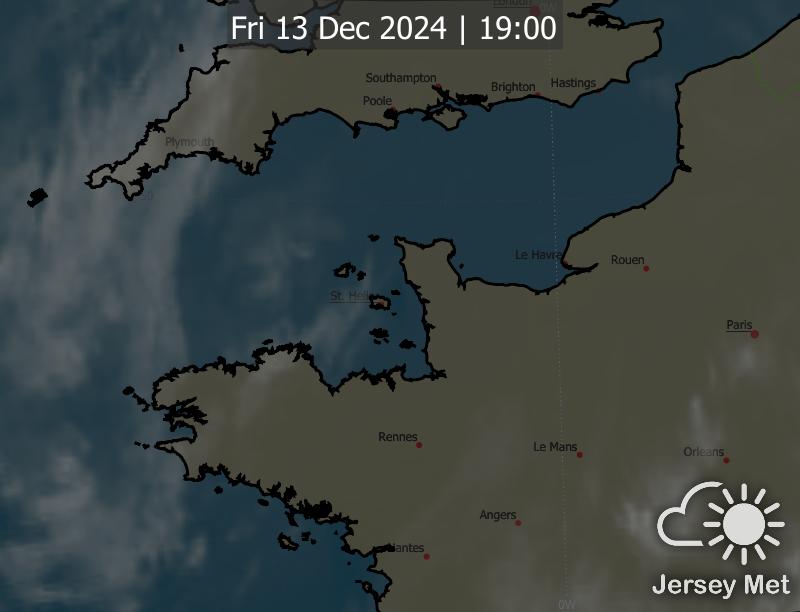 London
0W
Fri 13 Dec 2024 | 19:00
Southampton
Brighton
Hastings
Poole
Plymouth
Le Havre
Rouen
St. Helier
Paris
Rennes
Le Mans
Orleans
Angers
Nantes
Jersey Met
0W